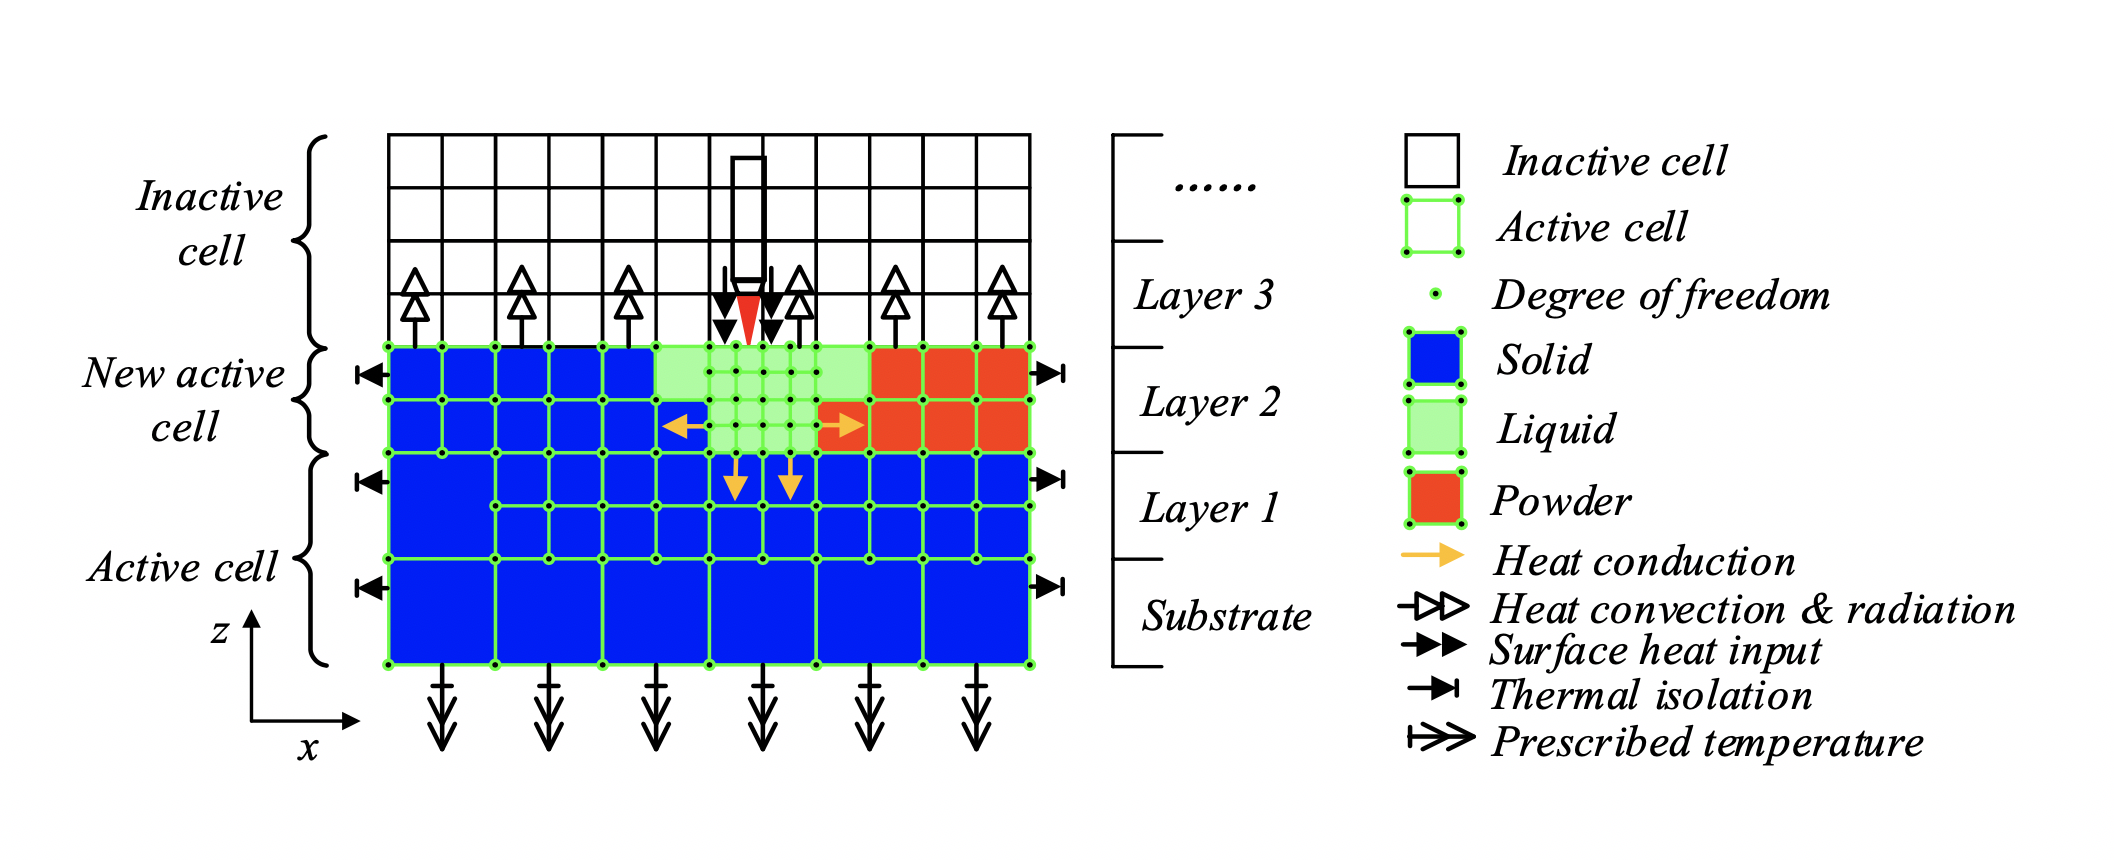 Inactive
cell
New active
cell
Active cell
z
x
......
Layer 3
Layer 2
Layer 1
Substrate
Inactive cell
Active cell
Degree of freedom
Solid
Liquid
Powder
Heat conduction
Heat convection & radiation
Surface heat input
Thermal isolation
Prescribed temperature